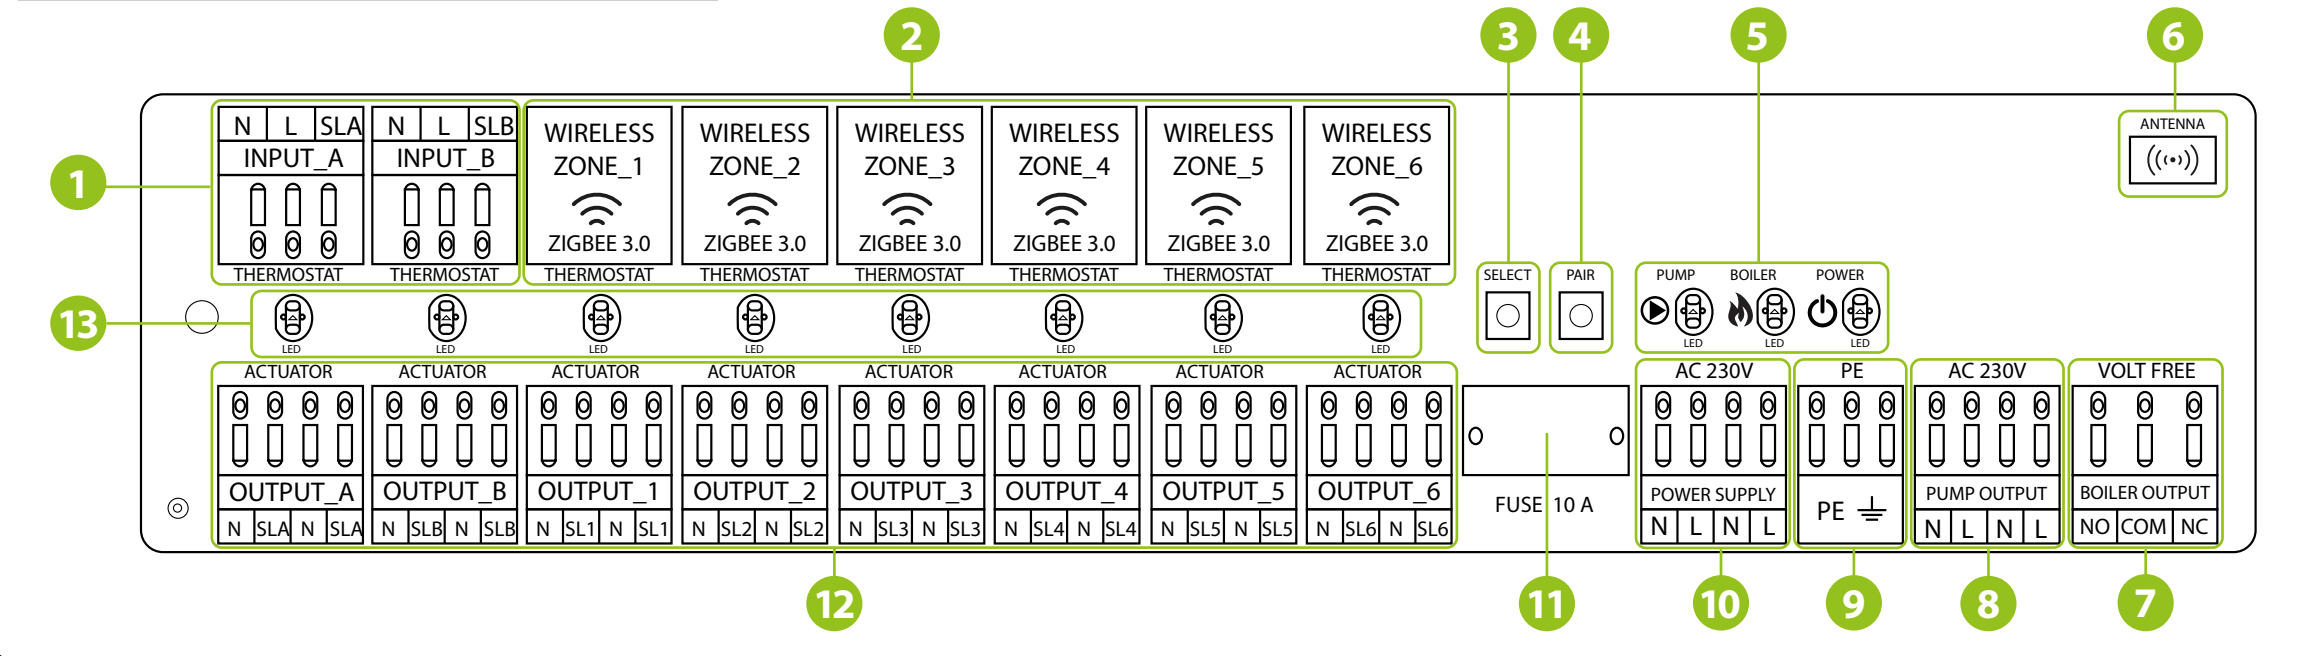 2 3 4 5 6
N L SLA N L SLB
INPUT_A INPUT_B
WIRELESS ZONE_1 ZIGBEE 3.0
WIRELESS ZONE_2 ZIGBEE 3.0
WIRELESS ZONE_3 ZIGBEE 3.0
WIRELESS ZONE_4 ZIGBEE 3.0
WIRELESS ZONE_5 ZIGBEE 3.0
WIRELESS ZONE_6 ZIGBEE 3.0
ANTENNA
1
THERMOSTAT THERMOSTAT THERMOSTAT THERMOSTAT THERMOSTAT THERMOSTAT THERMOSTAT THERMOSTAT
SELECT PAIR PUMP BOILER POWER
13
LED LED LED LED LED LED LED LED LED LED LED
ACTUATOR ACTUATOR ACTUATOR ACTUATOR ACTUATOR ACTUATOR ACTUATOR ACTUATOR
AC 230V PE AC 230V VOLT FREE
OUTPUT_A OUTPUT_B OUTPUT_1 OUTPUT_2 OUTPUT_3 OUTPUT_4 OUTPUT_5 OUTPUT_6
FUSE 10 A
POWER SUPPLY PE PUMP OUTPUT BOILER OUTPUT
N SLA N SLA N SLB N SLB N SL1 N SL1 N SL2 N SL2 N SL3 N SL3 N SL4 N SL4 N SL5 N SL5 N SL6 N SL6
N L N L N L N L NO COM NC
12 11 10 9 8 7